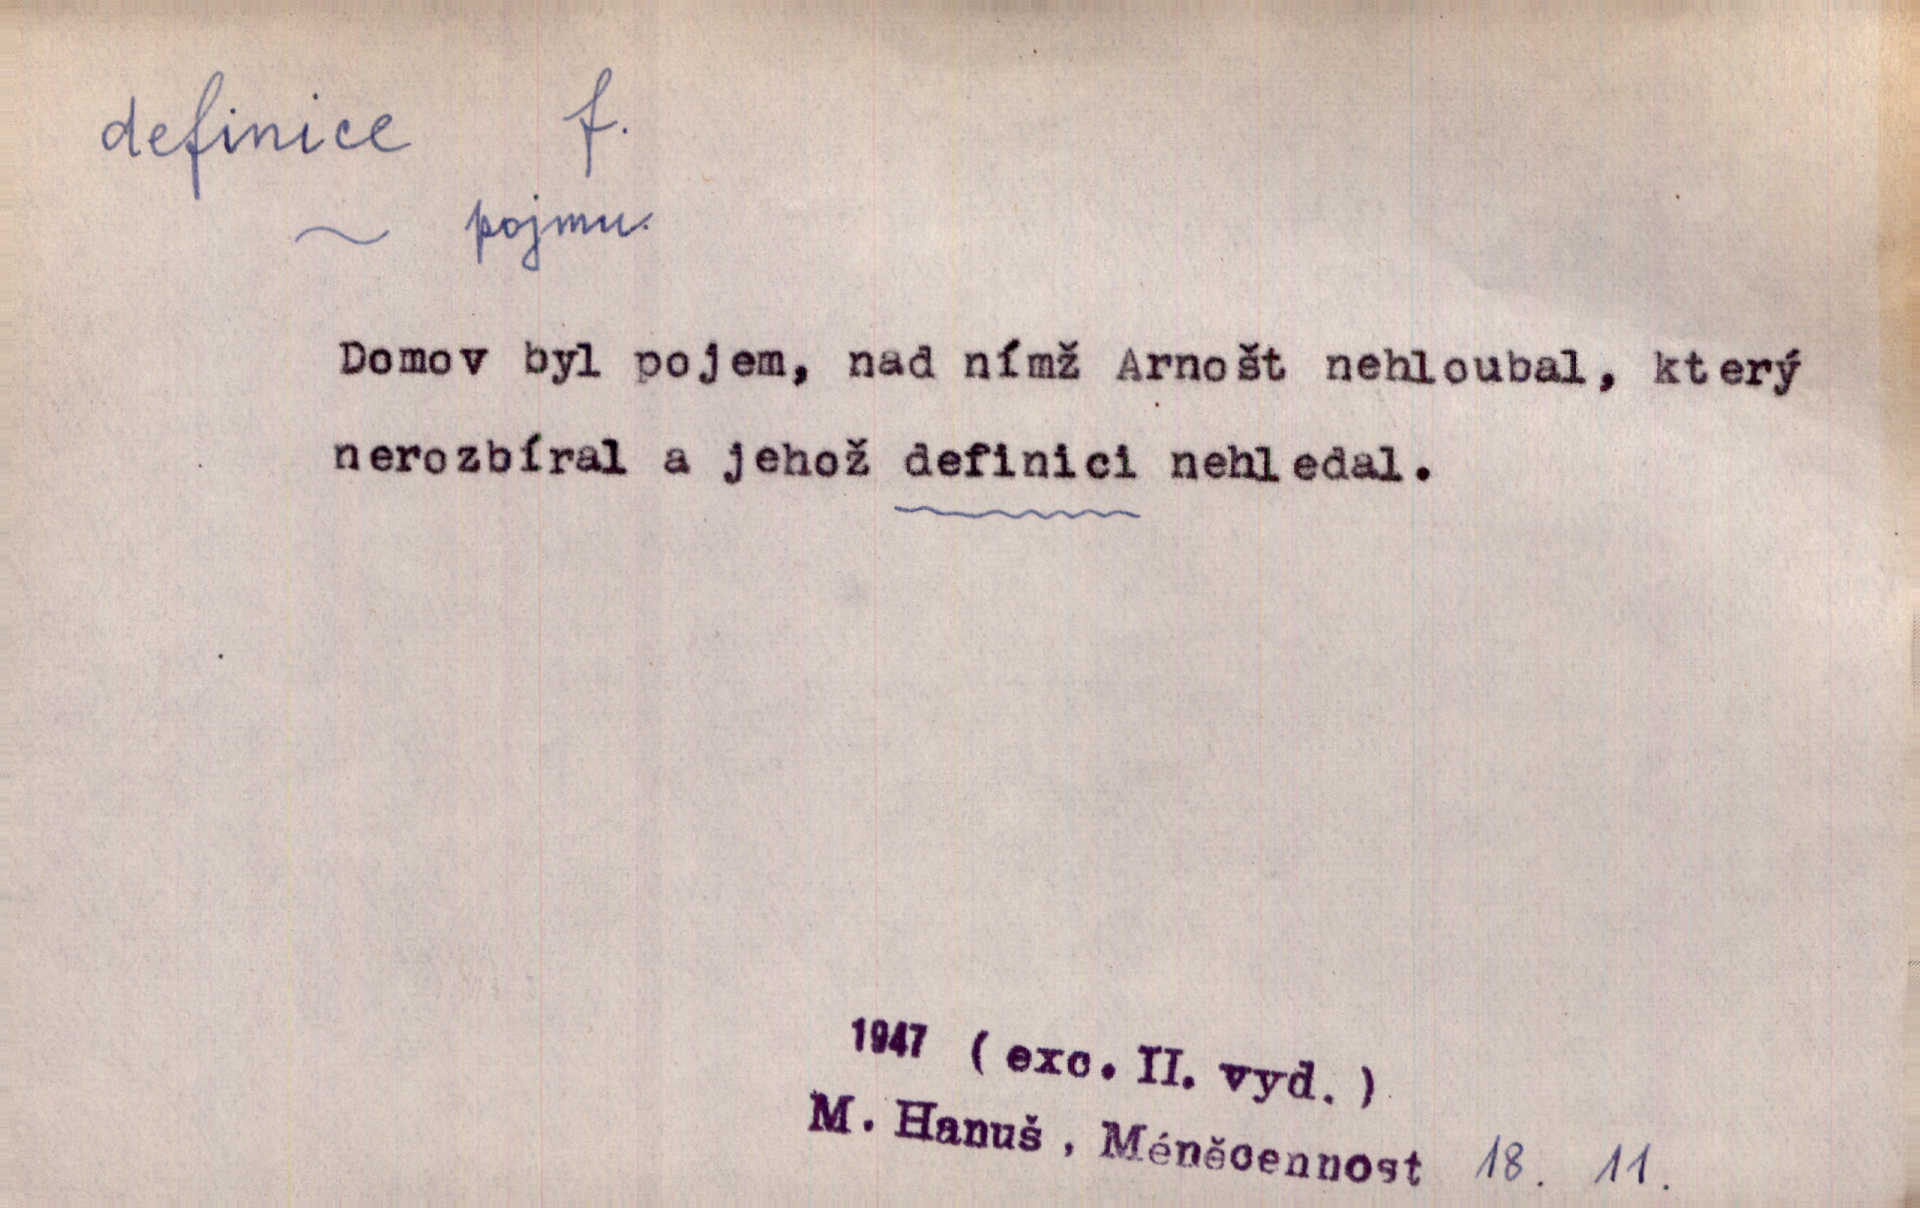 definice f.
~ pojmu.
Domov byl pojem, nad nímž Arnošt nehloubal, který
nerozbíral a jehož definici nehledal.
1947 ( exc. II. vyd. )
M. Hanuš, Méněcennost 18. 11.